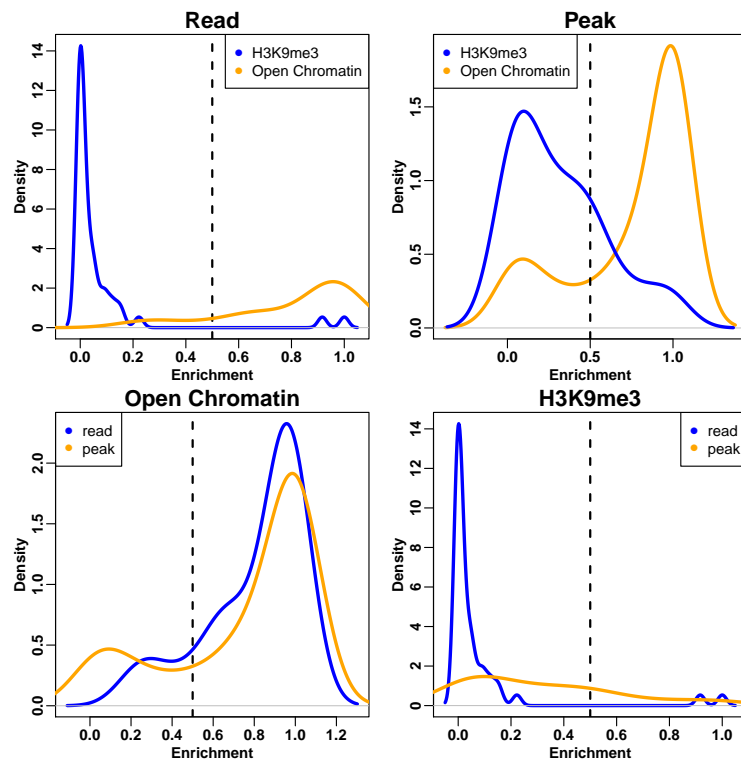 Read
H3K9me3
Open Chromatin
Density
0 2 4 6 8 10 12 14
0.0 0.2 0.4 0.6 0.8 1.0
Enrichment
Peak
H3K9me3
Open Chromatin
Density
0.0 0.5 1.0 1.5
0.0 0.5 1.0
Enrichment
Open Chromatin
read
peak
Density
0.0 0.5 1.0 1.5 2.0
0.0 0.2 0.4 0.6 0.8 1.0 1.2
Enrichment
H3K9me3
read
peak
Density
0 2 4 6 8 10 12 14
0.0 0.2 0.4 0.6 0.8 1.0
Enrichment